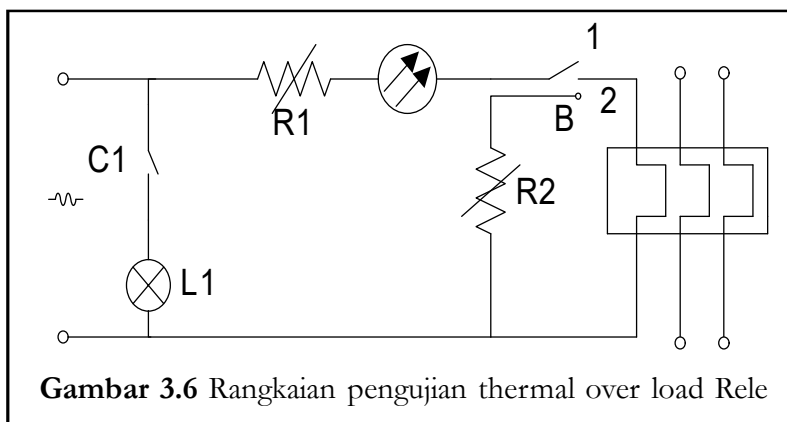 1
R1
B
2
C1
R2
L1
Gambar 3.6 Rangkaian pengujian thermal over load Rele